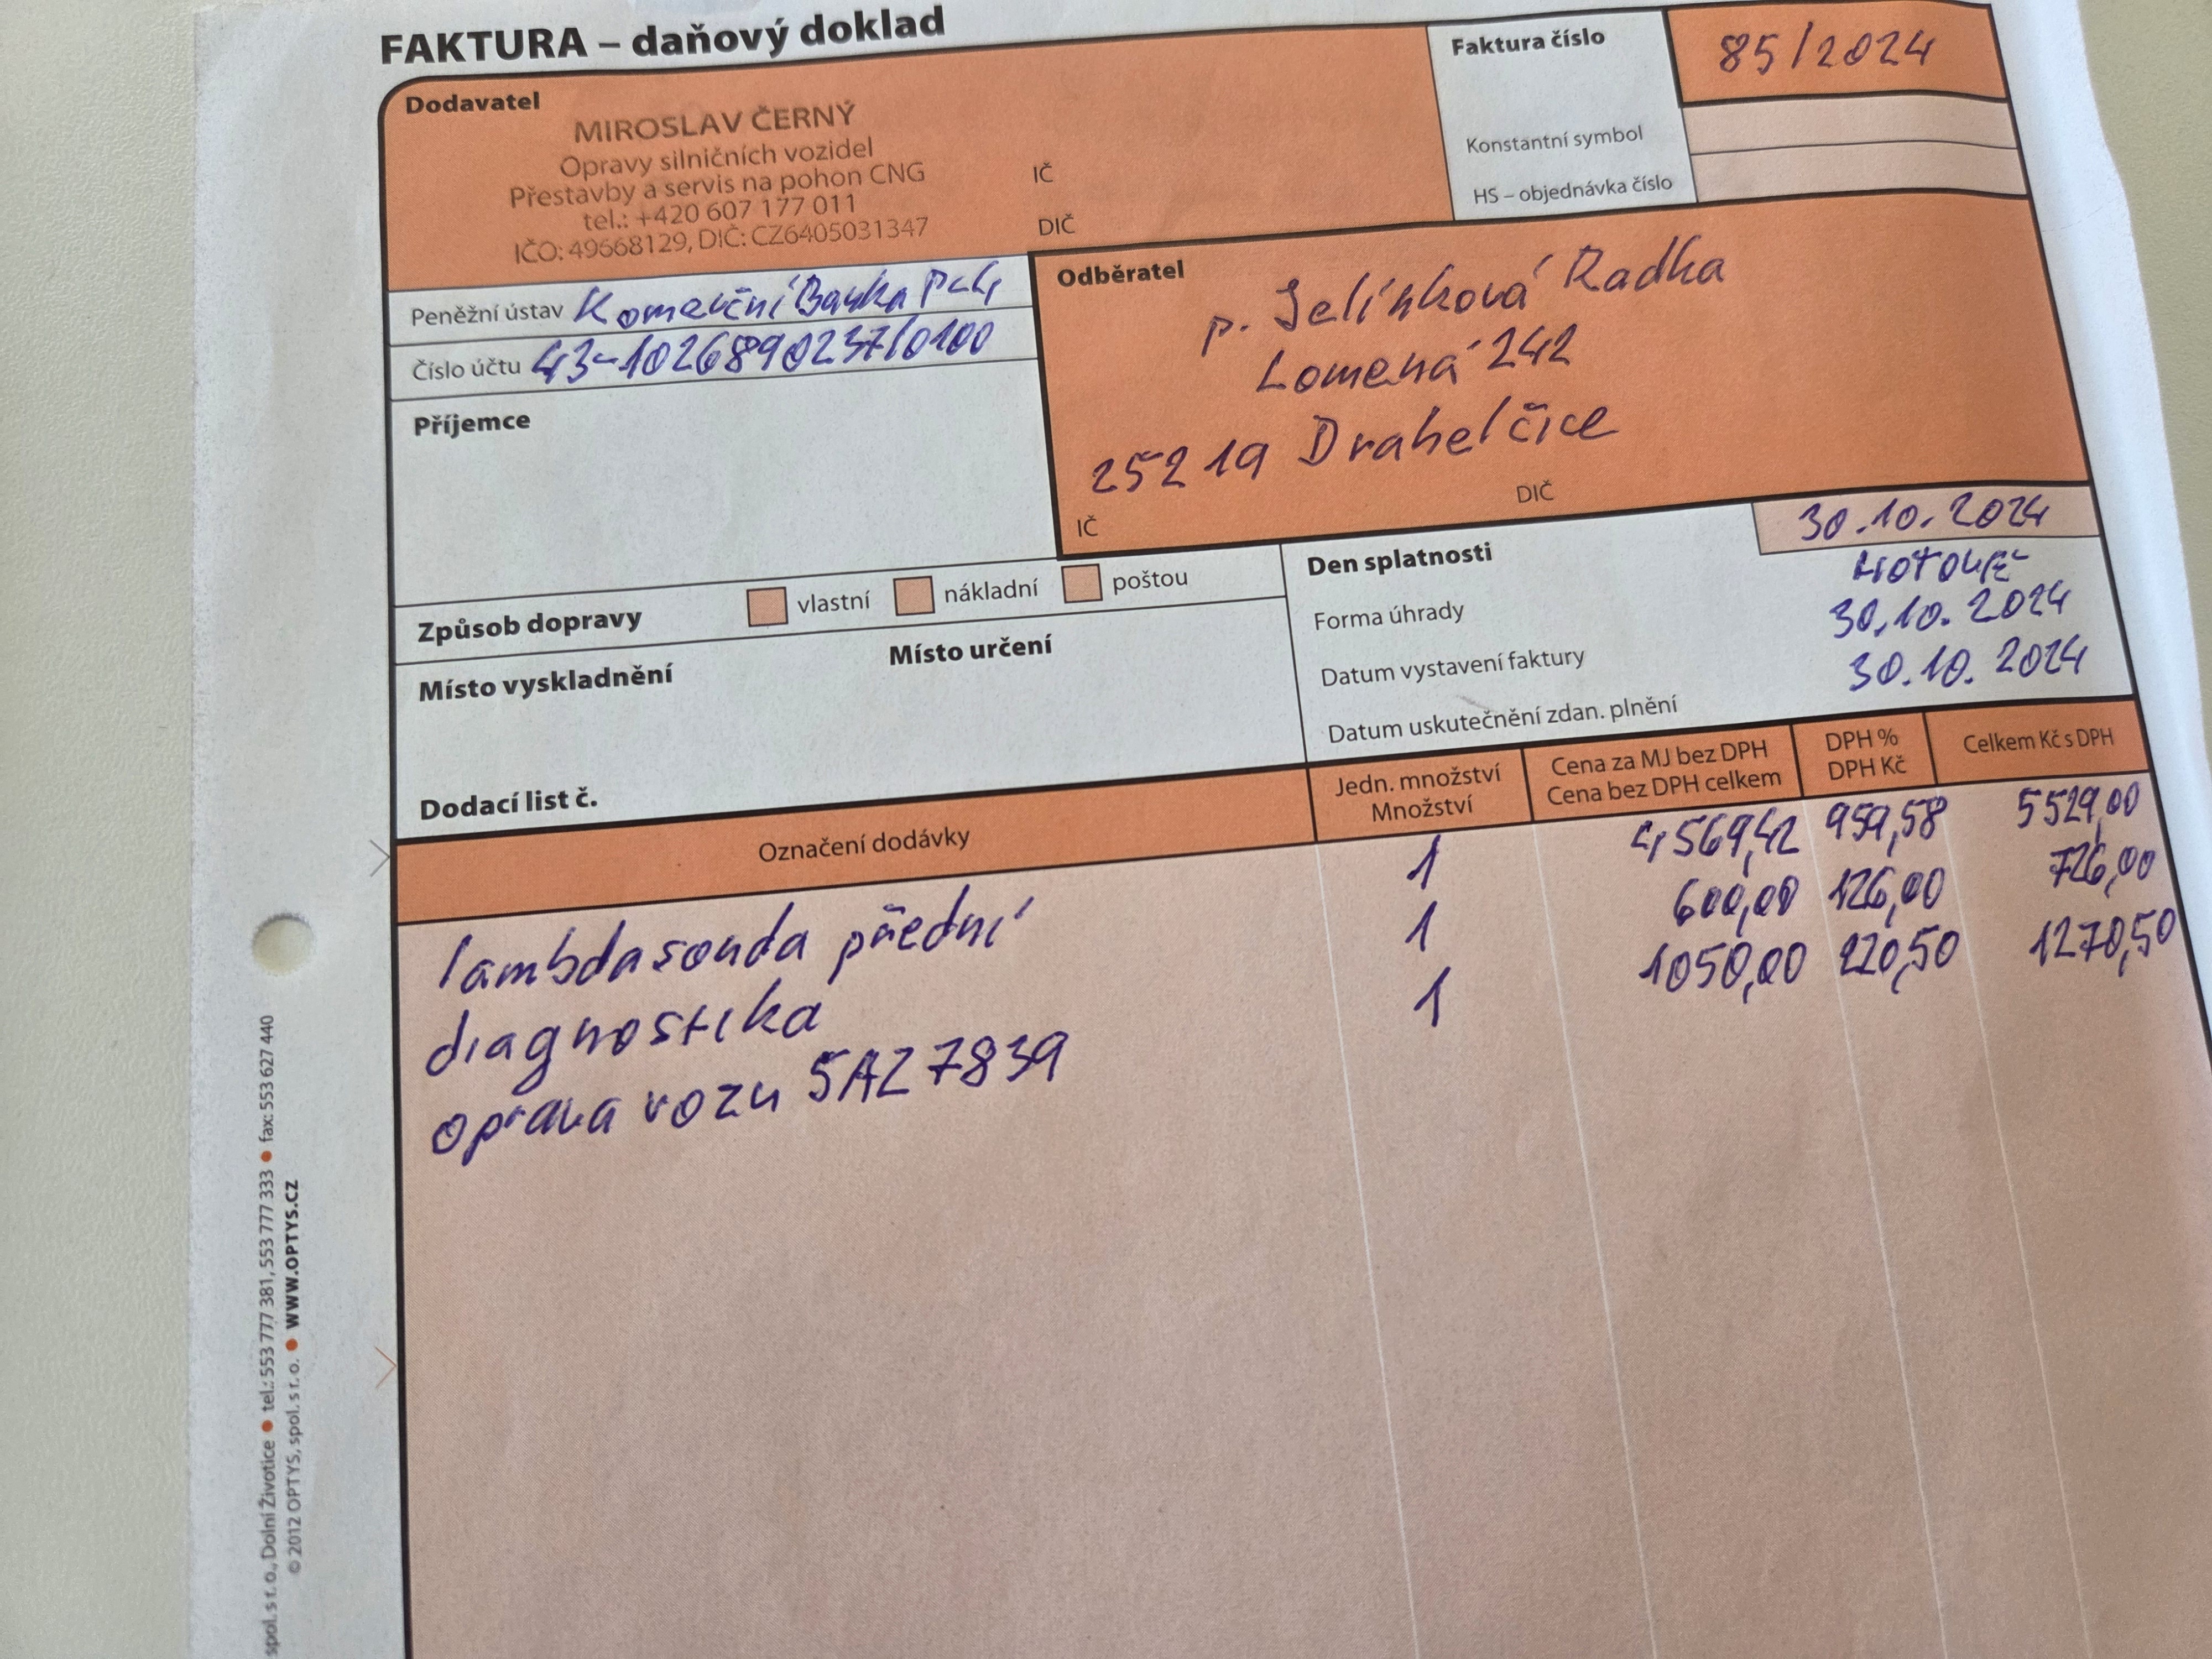 FAKTURA – daňový doklad
Faktura číslo 85/2024
Dodavatel
MIROSLAV ČERNÝ
Opravy silničních vozidel
Přestavby a servis na pohon CNG
tel.: +420 607 177 011
IČO: 49668129, DIČ: CZ6405031347
IČ
DIČ
Konstantní symbol
HS – objednávka číslo
Peněžní ústav Komerční Banka
Číslo účtu 43-1026890237/0100
Příjemce
Odběratel
p. Jelínková Radka
Lomená 242
252 19 Drahelčice
IČ
DIČ
Způsob dopravy vlastní nákladní poštou
Místo vyskladnění
Místo určení
Dodací list č.
Den splatnosti 30.10.2024
Forma úhrady Hotově
Datum vystavení faktury 30.10.2024
Datum uskutečnění zdan. plnění 30.10.2024
Označení dodávky
Jedn. množství
Množství
Cena za MJ bez DPH
Cena bez DPH celkem
DPH %
DPH Kč
Celkem Kč s DPH
lambdasonda přední 1 4569,42 959,58 5529,00
diagnostika 1 600,00 126,00 726,00
oprava vozu 5AZ 7839 1 1050,00 220,50 1270,50
spol. s r. o., Dolní Životice • tel.: 553 777 381, 553 777 333 • fax: 553 627 440
© 2012 OPTYS, spol. s r. o. • WWW.OPTYS.CZ